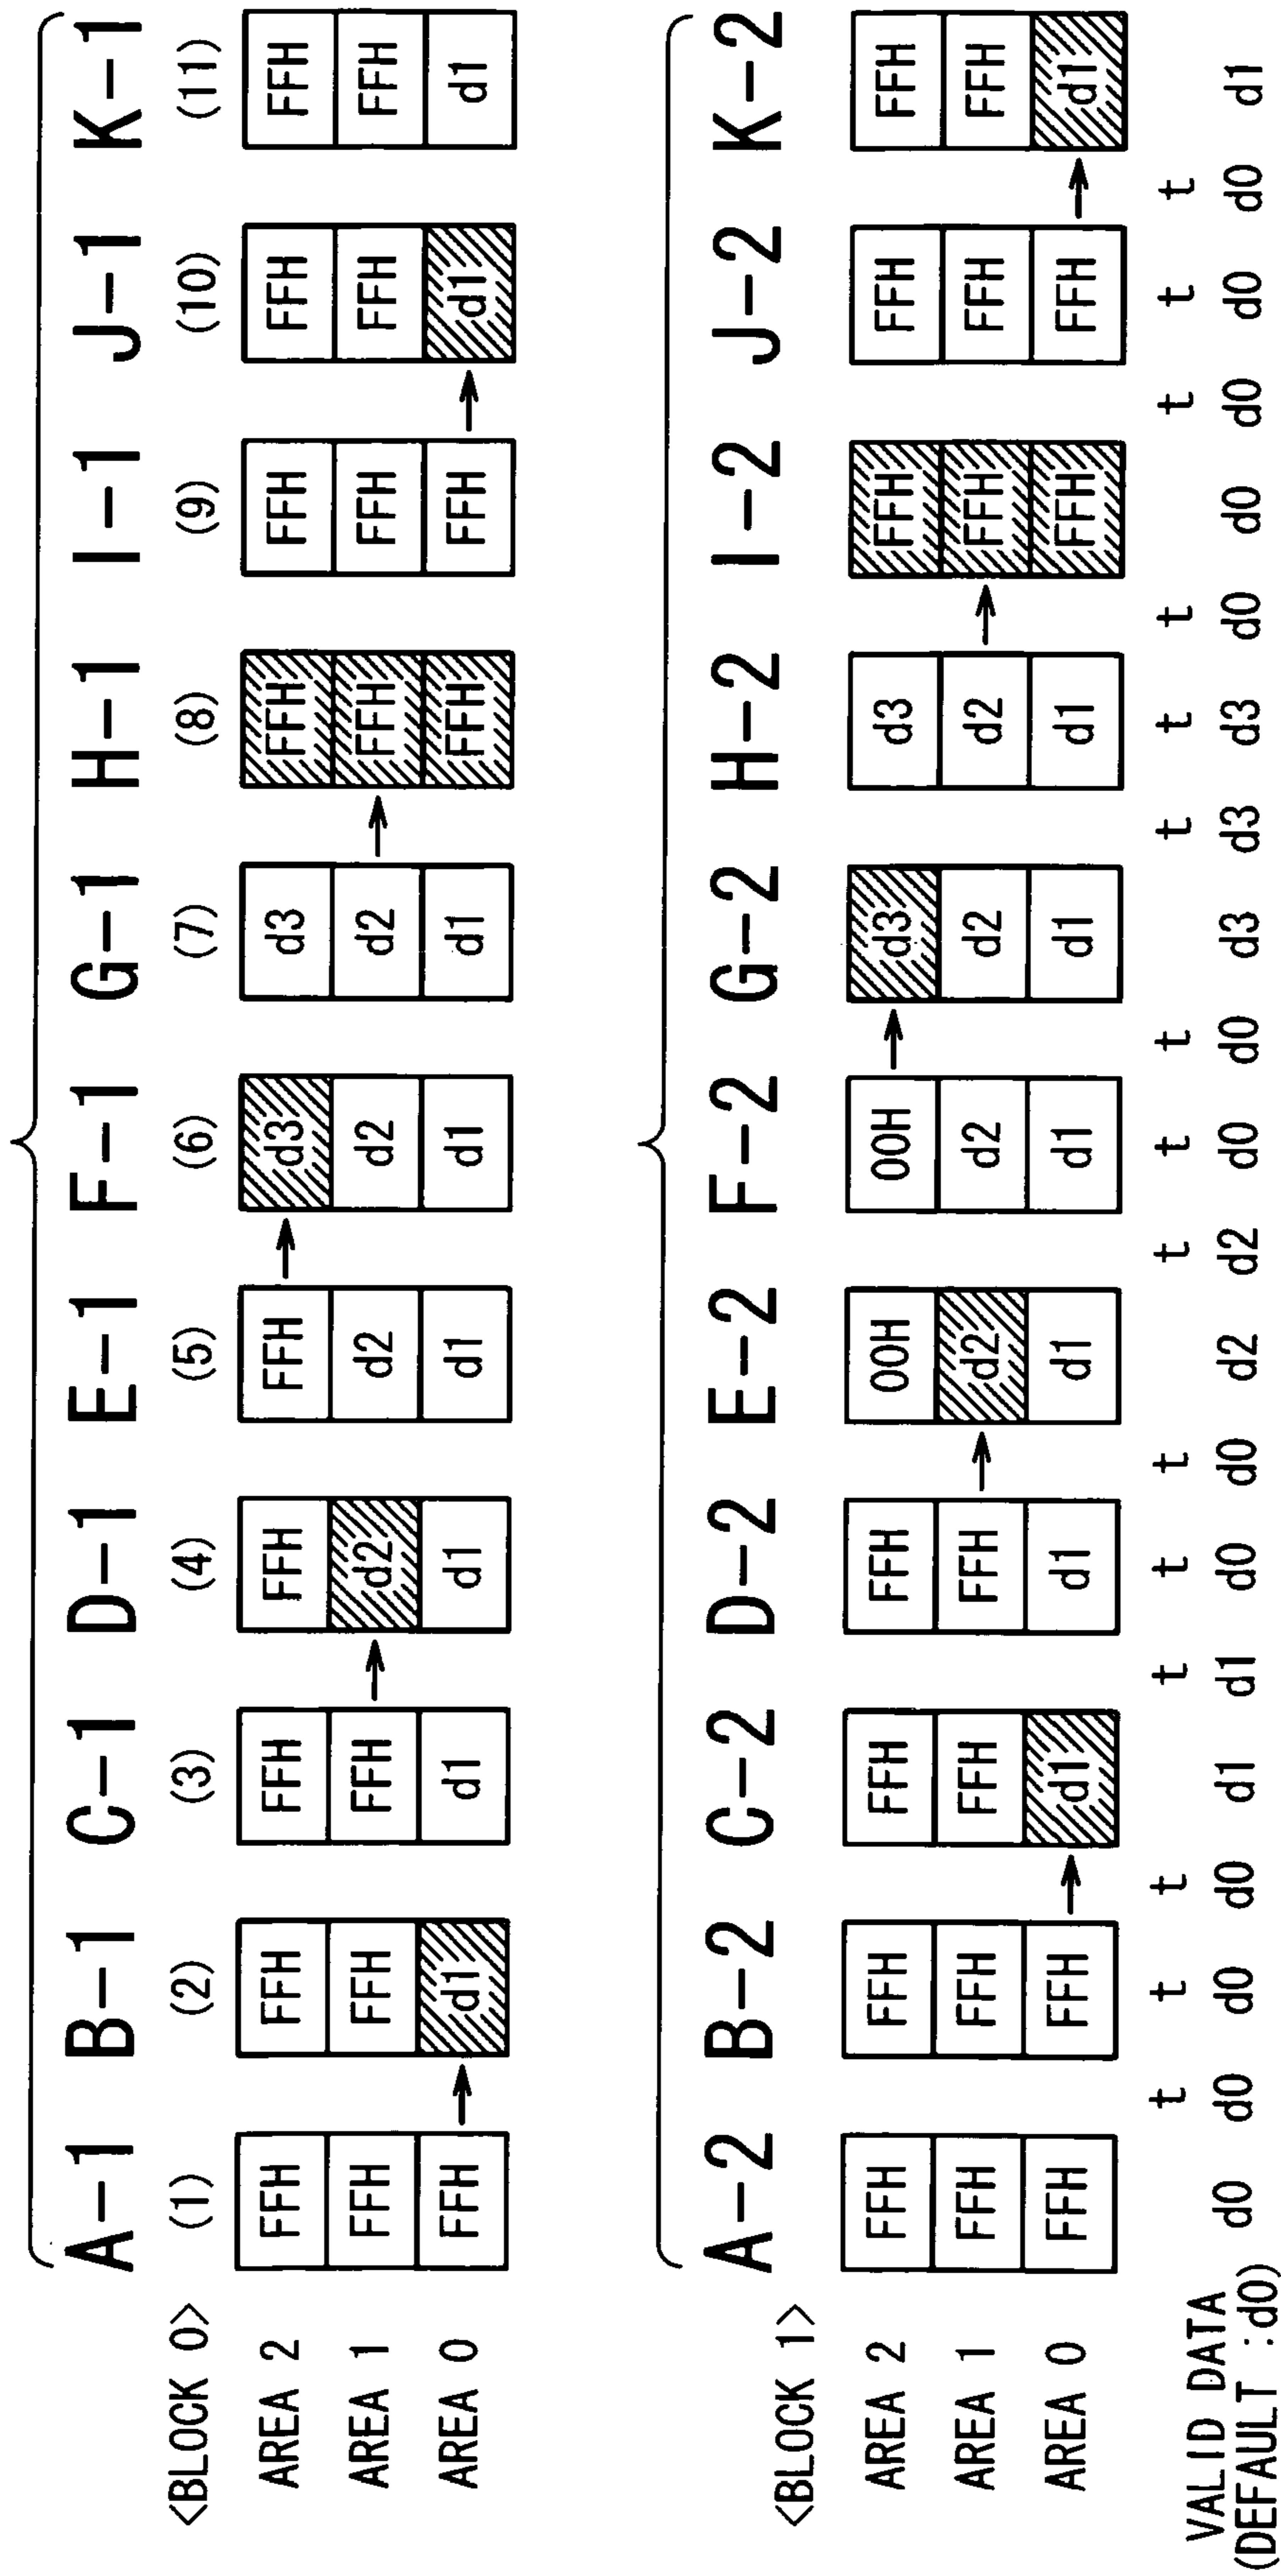 A-1 B-1 C-1 D-1 E-1 F-1 G-1 H-1 I-1 J-1 K-1
<BLOCK 0> (1) (2) (3) (4) (5) (6) (7) (8) (9) (10) (11)
AREA 2 FFH FFH FFH FFH FFH d3 d3 FFH FFH FFH FFH
AREA 1 FFH FFH FFH d2 d2 d2 d2 FFH FFH FFH FFH
AREA 0 FFH d1 d1 d1 d1 d1 d1 FFH FFH d1 d1
A-2 B-2 C-2 D-2 E-2 F-2 G-2 H-2 I-2 J-2 K-2
<BLOCK 1>
AREA 2 FFH FFH FFH FFH 00H 00H d3 d3 FFH FFH FFH
AREA 1 FFH FFH FFH FFH d2 d2 d2 d2 FFH FFH FFH
AREA 0 FFH FFH d1 d1 d1 d1 d1 d1 FFH FFH d1
t t t t t t t t t t t t t t t
VALID DATA
(DEFAULT :d0) d0 d0 d0 d0 d1 d1 d0 d0 d2 d2 d0 d0 d3 d3 d3 d0 d0 d0 d0 d0 d1